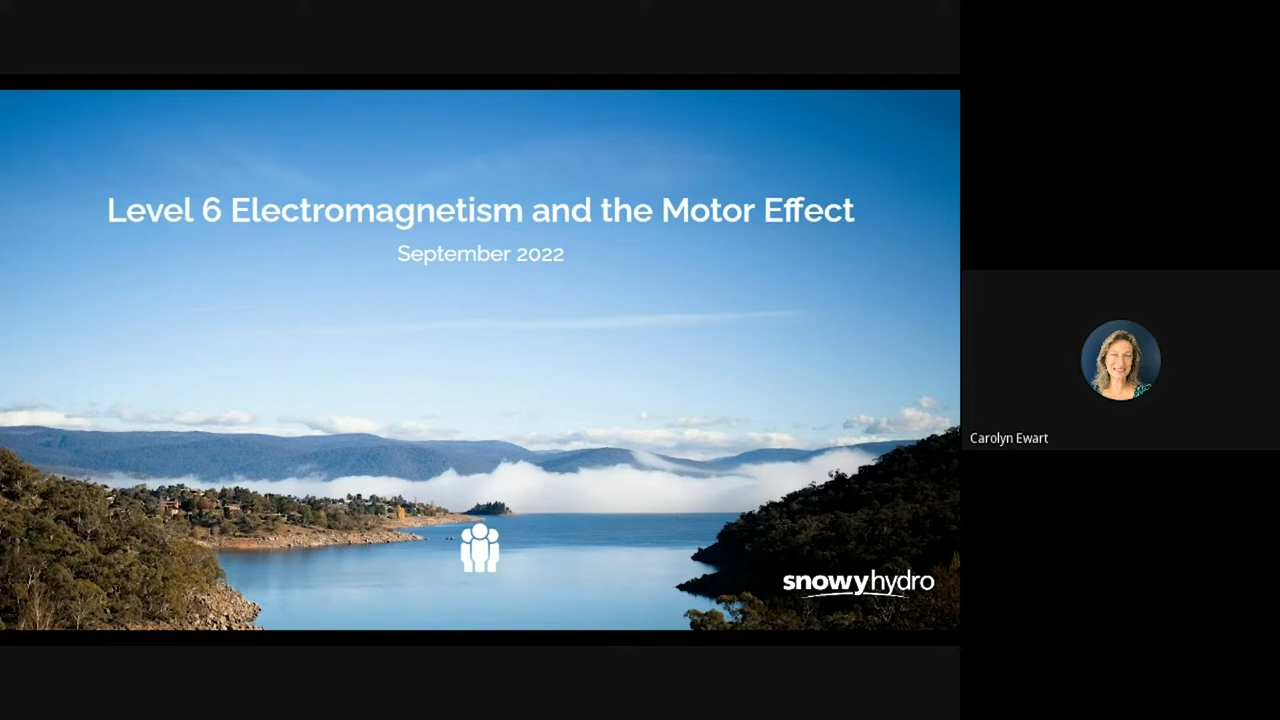 Level 6 Electromagnetism and the Motor Effect
September 2022
snowyhydro
Carolyn Ewart